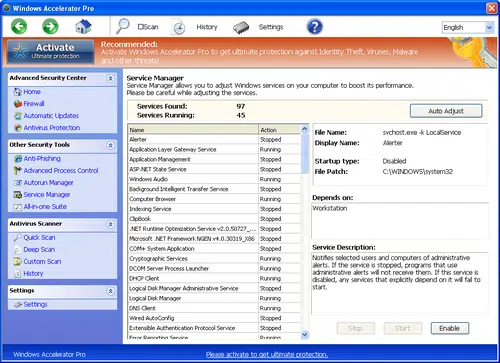 Windows Accelerator Pro
Scan
History
Settings
English
Activate
Ultimate protection
Recommended:
Activate Windows Accelerator Pro to get ultimate protection against Identity Theft, Viruses, Malware
and other threats!
Advanced Security Center
Home
Firewall
Automatic Updates
Antivirus Protection
Other Security Tools
Anti-Phishing
Advanced Process Control
Autorun Manager
Service Manager
All-in-one Suite
Antivirus Scanner
Quick Scan
Deep Scan
Custom Scan
History
Settings
Settings
Service Manager
Service Manager allows you to adjust Windows services on your computer to boost its performance.
Please be careful while adjusting the services.
Services Found: 97
Services Running: 45
Auto Adjust
Name Action
Alerter Stopped
Application Layer Gateway Service Running
Application Management Stopped
ASP.NET State Service Stopped
Windows Audio Running
Background Intelligent Transfer Service Running
Computer Browser Running
Indexing Service Stopped
ClipBook Stopped
.NET Runtime Optimization Service v2.0.50727_... Stopped
Microsoft .NET Framework NGEN v4.0.30319_X86 Stopped
COM+ System Application Stopped
Cryptographic Services Running
DCOM Server Process Launcher Running
DHCP Client Running
Logical Disk Manager Administrative Service Stopped
Logical Disk Manager Running
DNS Client Running
Wired AutoConfig Stopped
Extensible Authentication Protocol Service Stopped
Error Reporting Service Running
File Name: svchost.exe -k LocalService
Display Name: Alerter
Startup type: Disabled
File Patch: C:\WINDOWS\system32
Depends on:
Workstation
Service Description:
Notifies selected users and computers of administrative
alerts. If the service is stopped, programs that use
administrative alerts will not receive them. If this service is
disabled, any services that explicitly depend on it will fail to
start.
Stop
Start
Enable
Windows Accelerator Pro
Please activate to get ultimate protection.